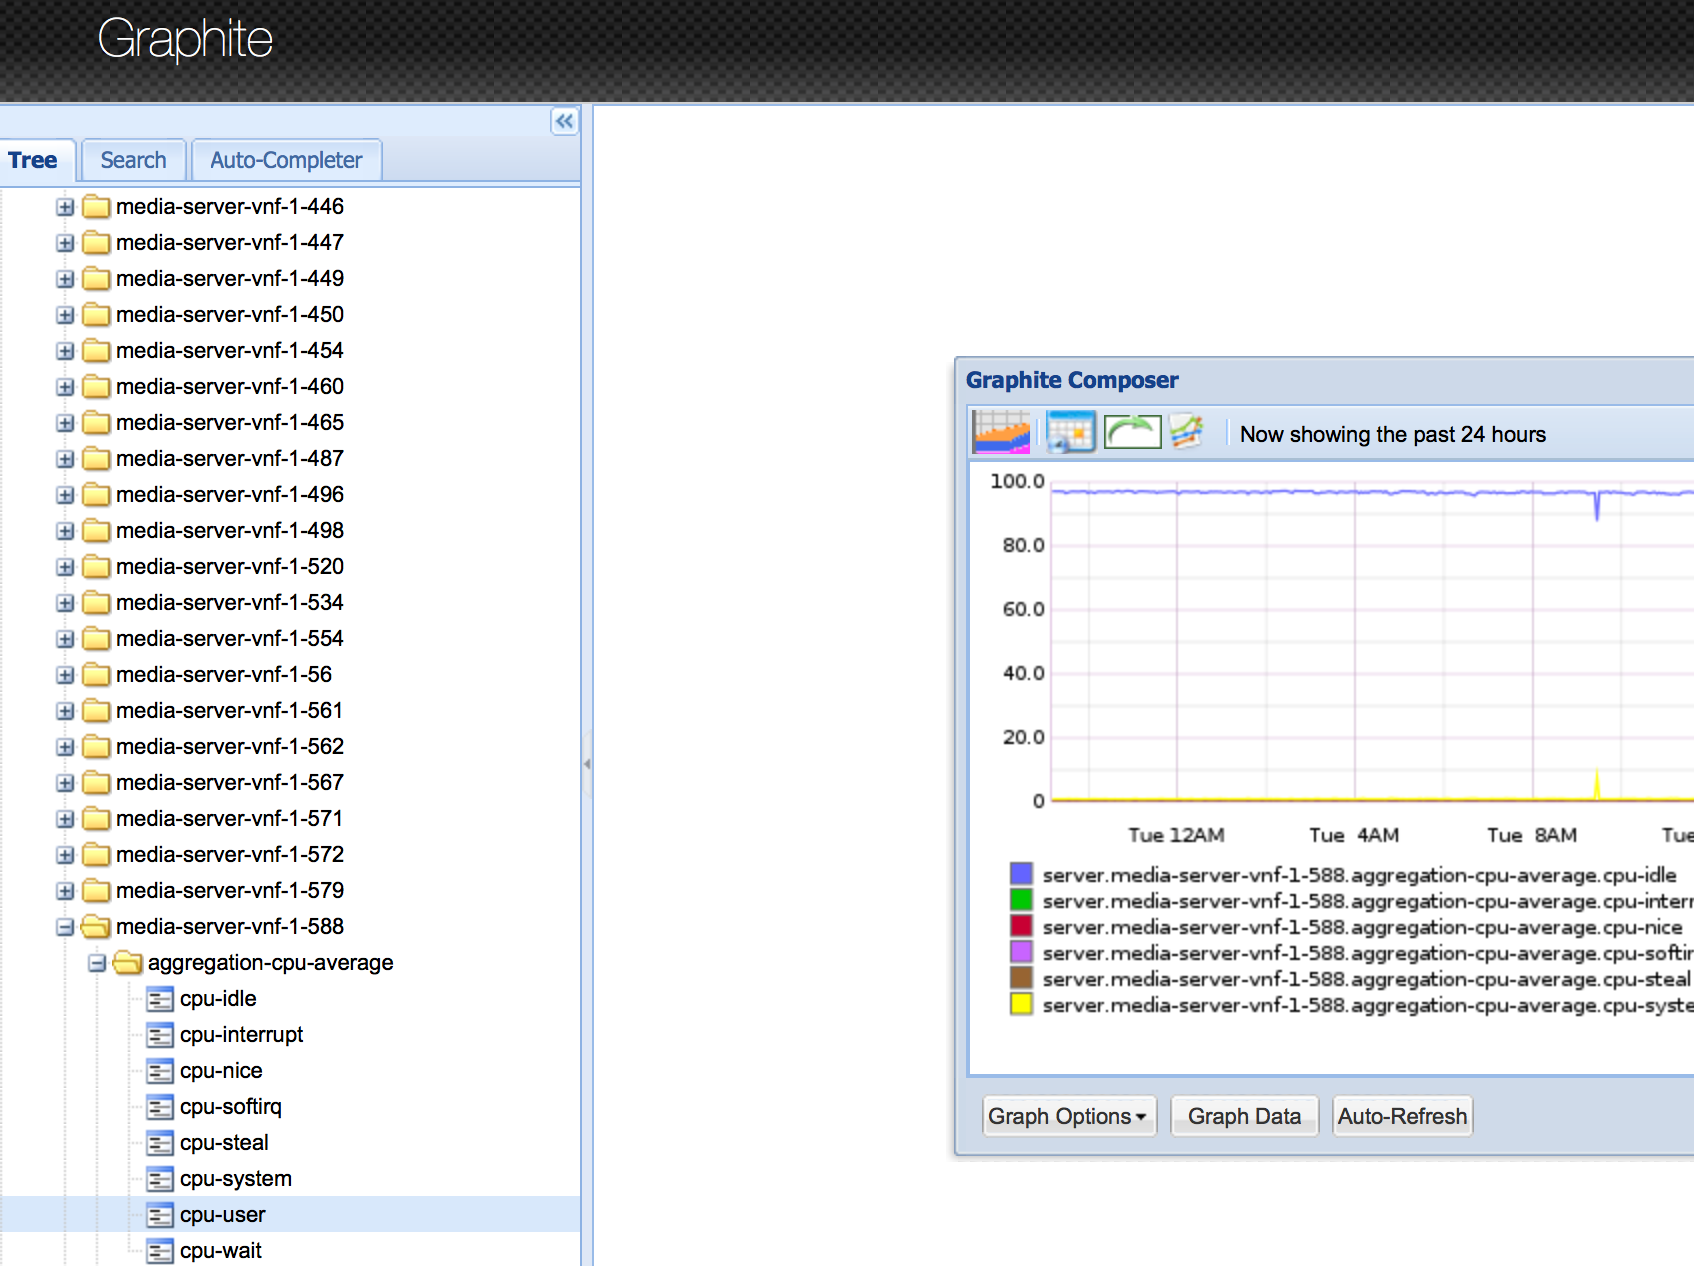 Graphite
Tree
Search
Auto-Completer
media-server-vnf-1-446
media-server-vnf-1-447
media-server-vnf-1-449
media-server-vnf-1-450
media-server-vnf-1-454
media-server-vnf-1-460
media-server-vnf-1-465
media-server-vnf-1-487
media-server-vnf-1-496
media-server-vnf-1-498
media-server-vnf-1-520
media-server-vnf-1-534
media-server-vnf-1-554
media-server-vnf-1-56
media-server-vnf-1-561
media-server-vnf-1-562
media-server-vnf-1-567
media-server-vnf-1-571
media-server-vnf-1-572
media-server-vnf-1-579
media-server-vnf-1-588
aggregation-cpu-average
cpu-idle
cpu-interrupt
cpu-nice
cpu-softirq
cpu-steal
cpu-system
cpu-user
cpu-wait
Graphite Composer
Now showing the past 24 hours
100.0
80.0
60.0
40.0
20.0
0
Tue 12AM Tue 4AM Tue 8AM Tue
server.media-server-vnf-1-588.aggregation-cpu-average.cpu-idle
server.media-server-vnf-1-588.aggregation-cpu-average.cpu-interr
server.media-server-vnf-1-588.aggregation-cpu-average.cpu-nice
server.media-server-vnf-1-588.aggregation-cpu-average.cpu-softir
server.media-server-vnf-1-588.aggregation-cpu-average.cpu-steal
server.media-server-vnf-1-588.aggregation-cpu-average.cpu-syste
Graph Options
Graph Data
Auto-Refresh